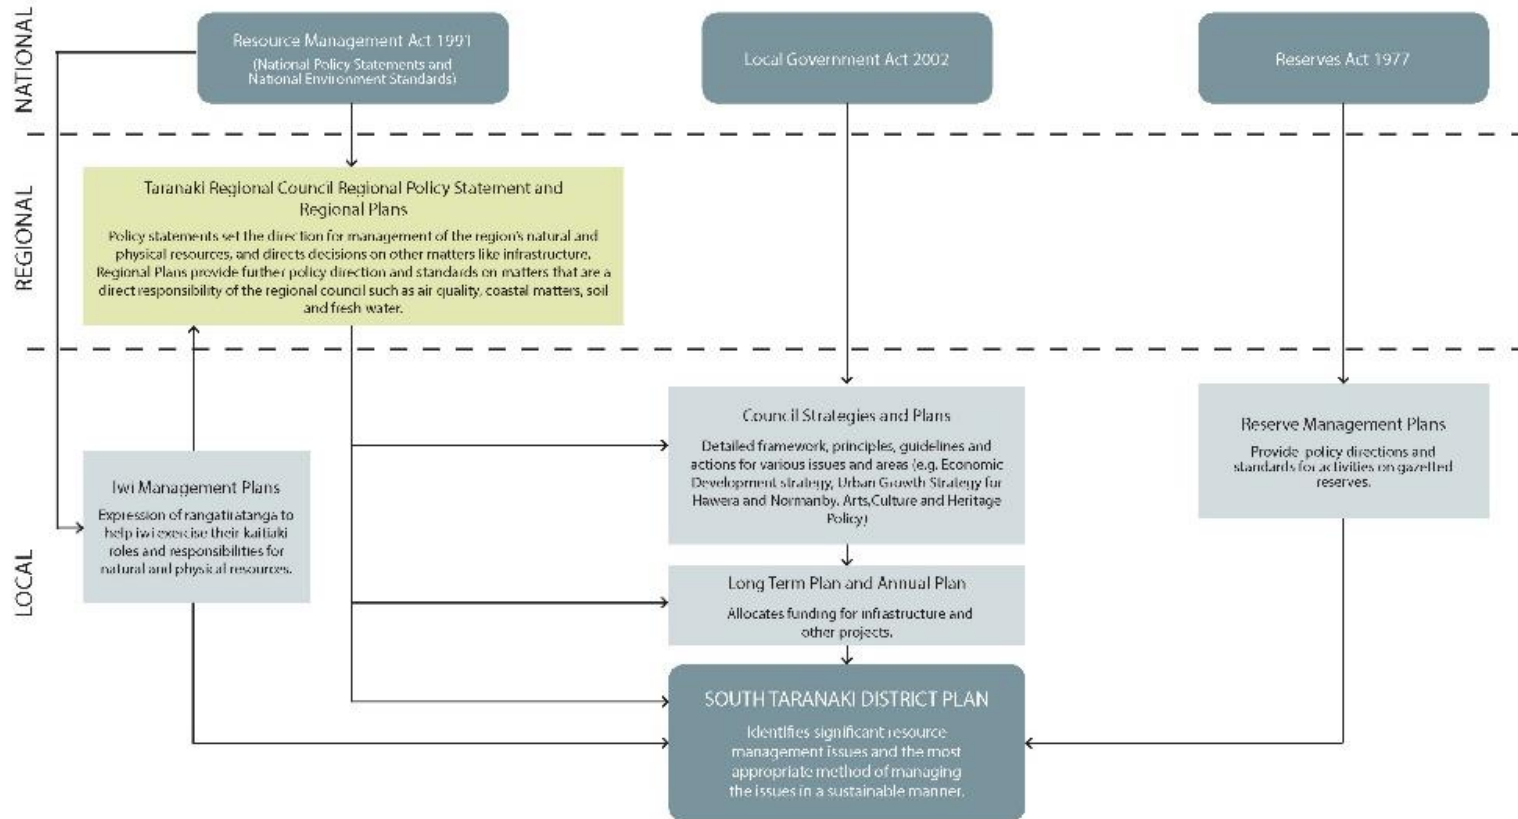 NATIONAL
Resource Management Act 1991
(National Policy Statements and
National Environment Standards)
Local Government Act 2002
Reserves Act 1977
REGIONAL
Taranaki Regional Council Regional Policy Statement and
Regional Plans
Policy statements set the direction for management of the region's natural and
physical resources, and directs decisions on other matters like infrastructure.
Regional Plans provide further policy direction and standards on matters that are a
direct responsibility of the regional council such as air quality, coastal matters, soil
and fresh water.
LOCAL
Iwi Management Plans
Expression of rangatiratanga to
help iwi exercise their kaitiaki
roles and responsibilities for
natural and physical resources.
Council Strategies and Plans
Detailed framework, principles, guidelines and
actions for various issues and areas (e.g. Economic
Development strategy, Urban Growth Strategy for
Hawera and Normanby, Arts,Culture and Heritage
Policy)
Reserve Management Plans
Provide policy directions and
standards for activities on gazetted
reserves.
Long Term Plan and Annual Plan
Allocates funding for infrastructure and
other projects.
SOUTH TARANAKI DISTRICT PLAN
Identifies significant resource
management issues and the most
appropriate method of managing
the issues in a sustainable manner.